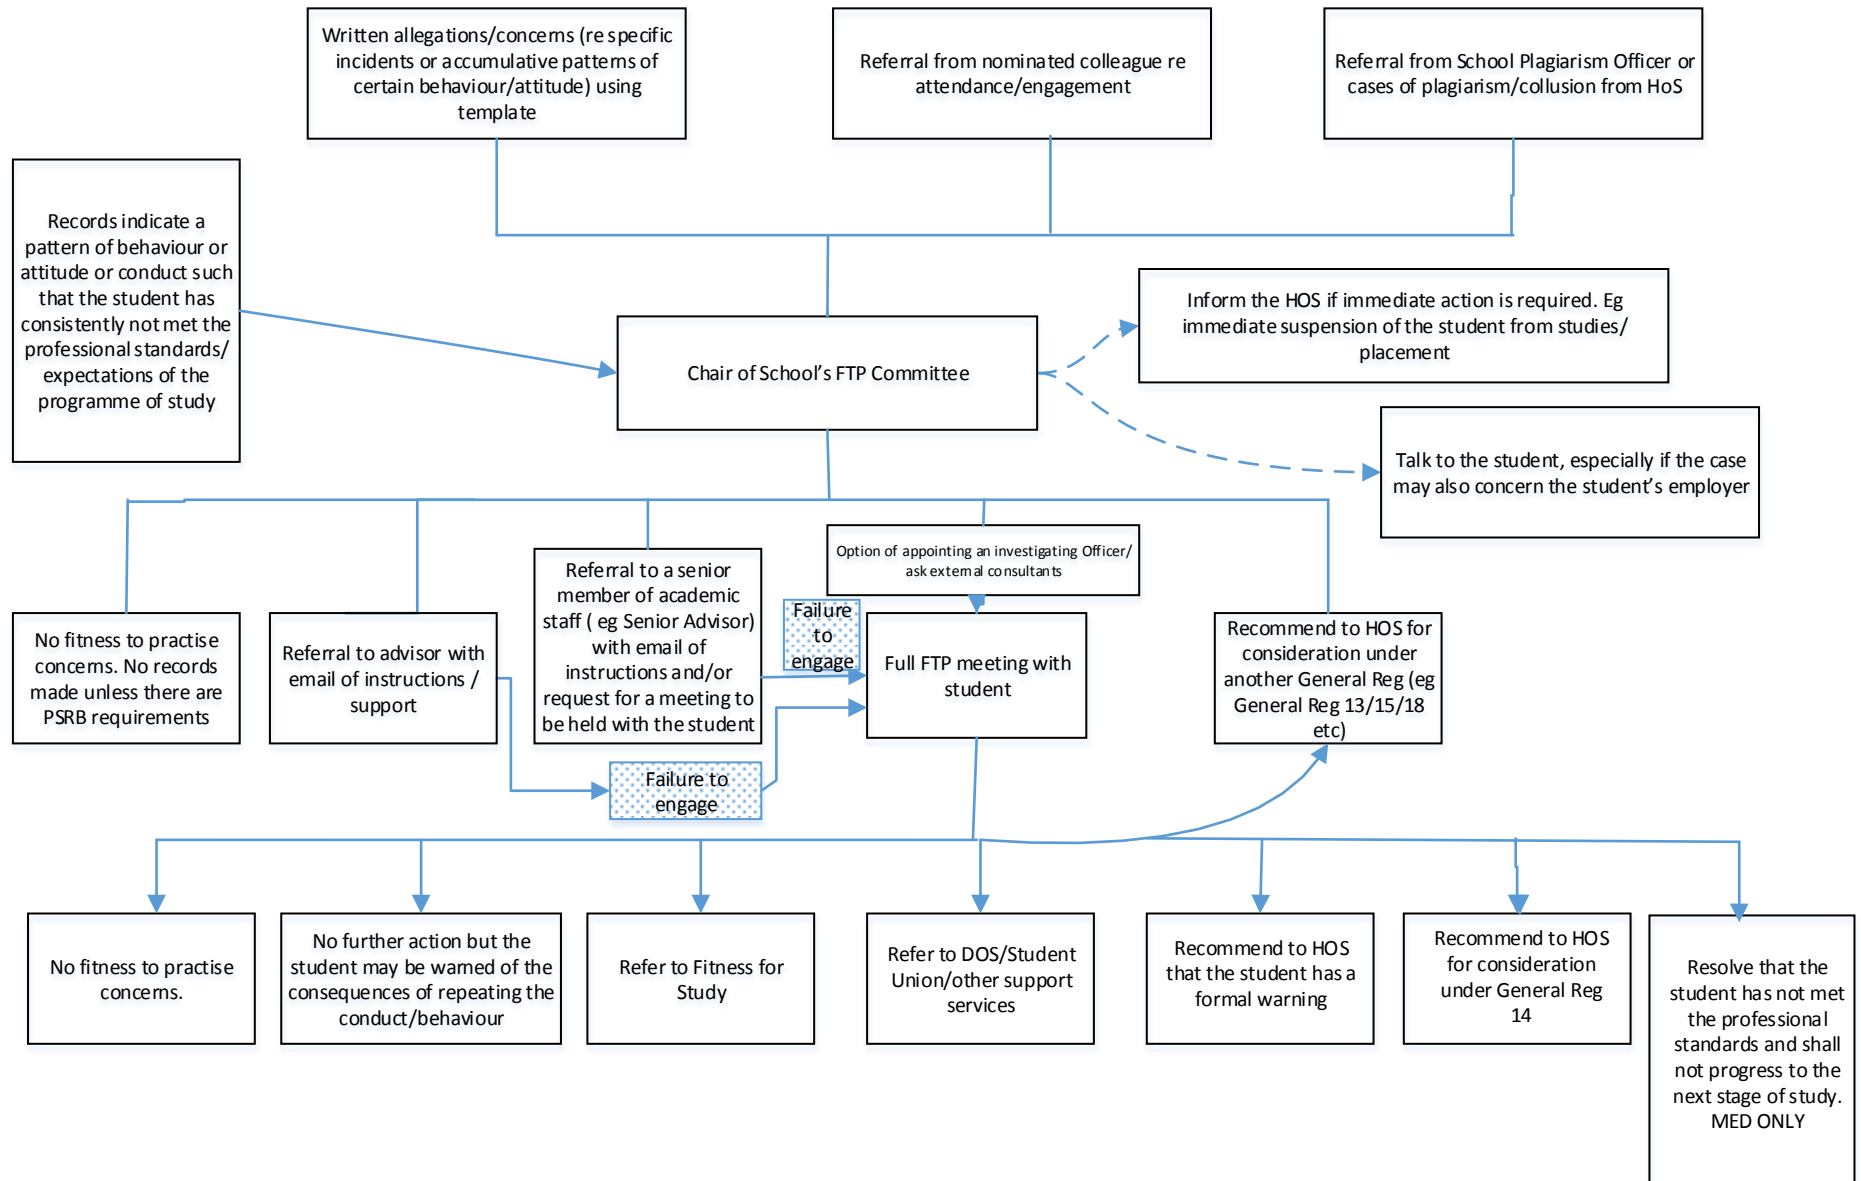 Written allegations/concerns (re specific
incidents or accumulative patterns of
certain behaviour/attitude) using
template
Referral from nominated colleague re
attendance/engagement
Referral from School Plagiarism Officer or
cases of plagiarism/collusion from HoS
Records indicate a
pattern of behaviour or
attitude or conduct such
that the student has
consistently not met the
professional standards/
expectations of the
programme of study
Chair of School’s FTP Committee
Inform the HOS if immediate action is required. Eg
immediate suspension of the student from studies/
placement
Talk to the student, especially if the case
may also concern the student’s employer
No fitness to practise
concerns. No records
made unless there are
PSRB requirements
Referral to advisor with
email of instructions /
support
Referral to a senior
member of academic
staff ( eg Senior Advisor)
with email of
instructions and/or
request for a meeting to
be held with the student
Option of appointing an investigating Officer/
ask external consultants
Failure
to
engage
Full FTP meeting with
student
Recommend to HOS for
consideration under
another General Reg (eg
General Reg 13/15/18
etc)
Failure to
engage
No fitness to practise
concerns.
No further action but the
student may be warned of the
consequences of repeating the
conduct/behaviour
Refer to Fitness for
Study
Refer to DOS/Student
Union/other support
services
Recommend to HOS
that the student has a
formal warning
Recommend to HOS
for consideration
under General Reg
14
Resolve that the
student has not met
the professional
standards and shall
not progress to the
next stage of study.
MED ONLY